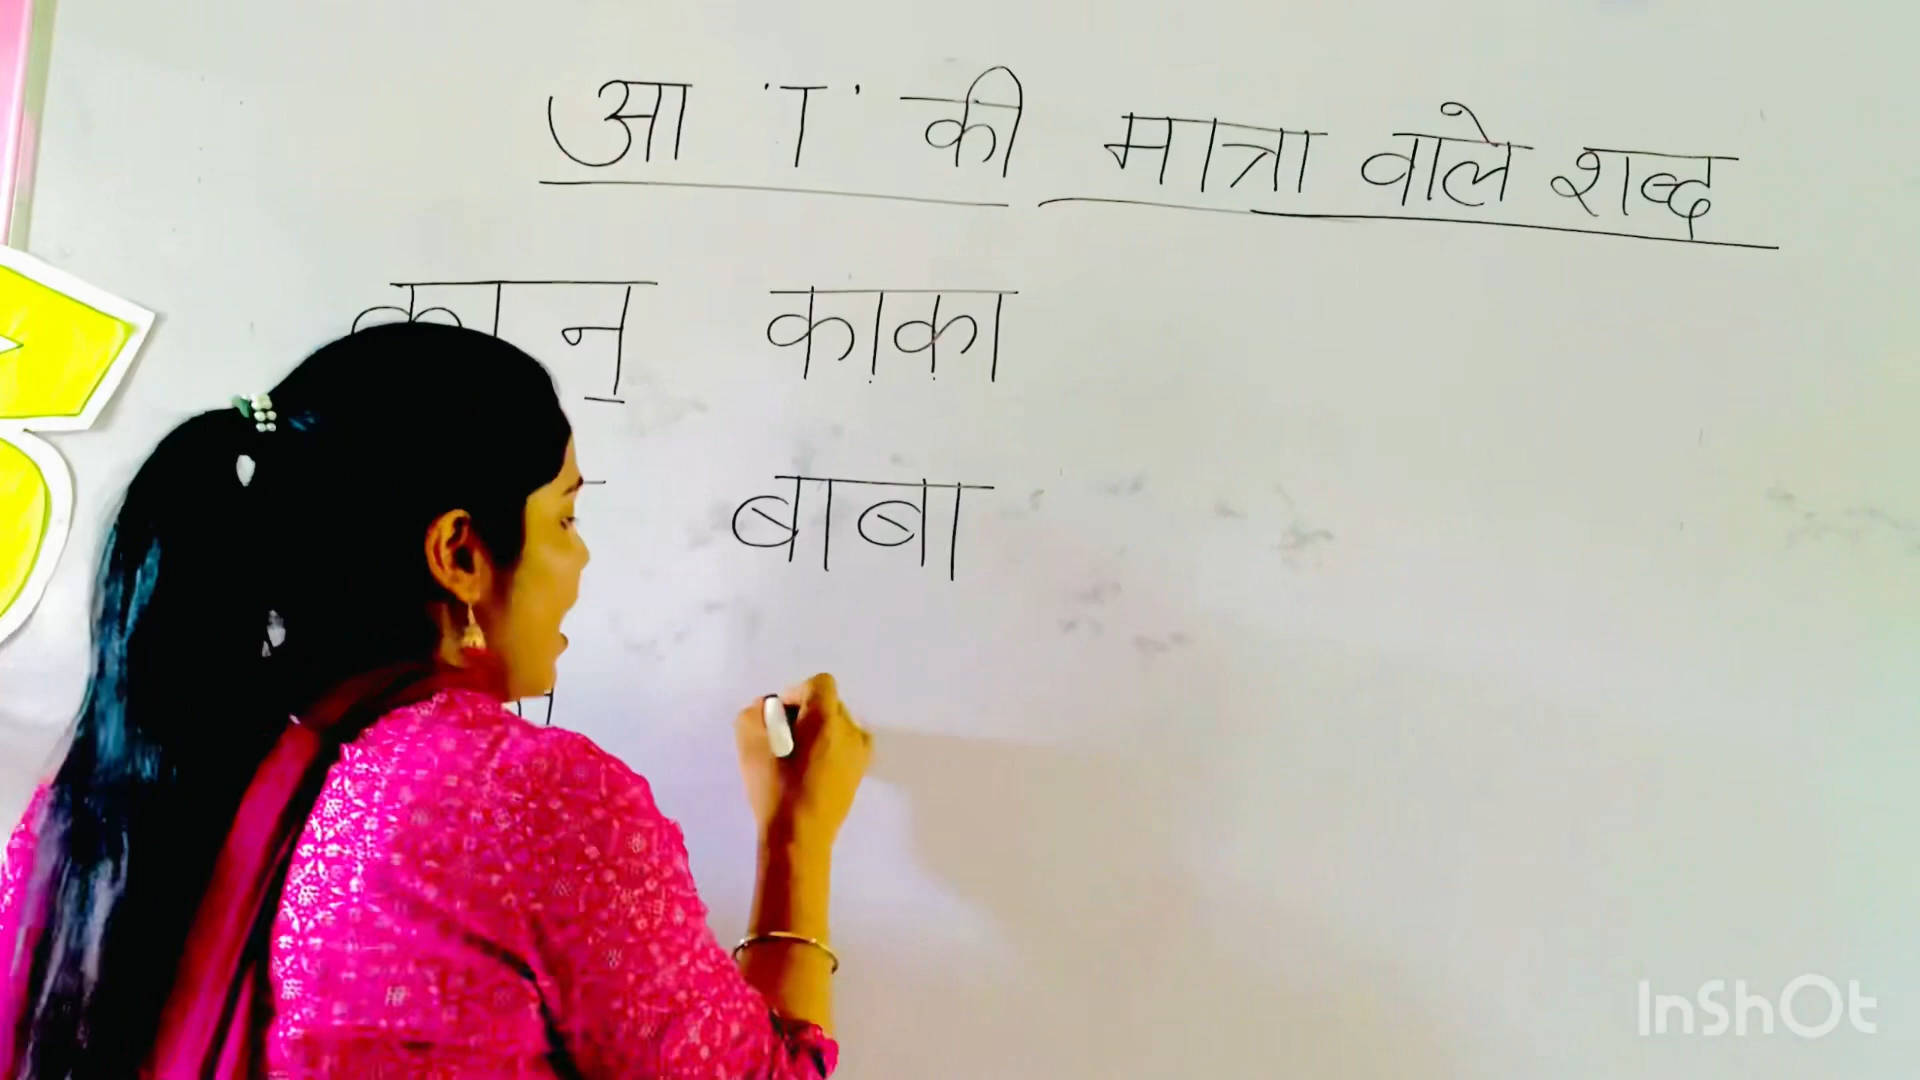 आ 'ा' की मात्रा वाले शब्द
कान काका
बाबा
InShOt